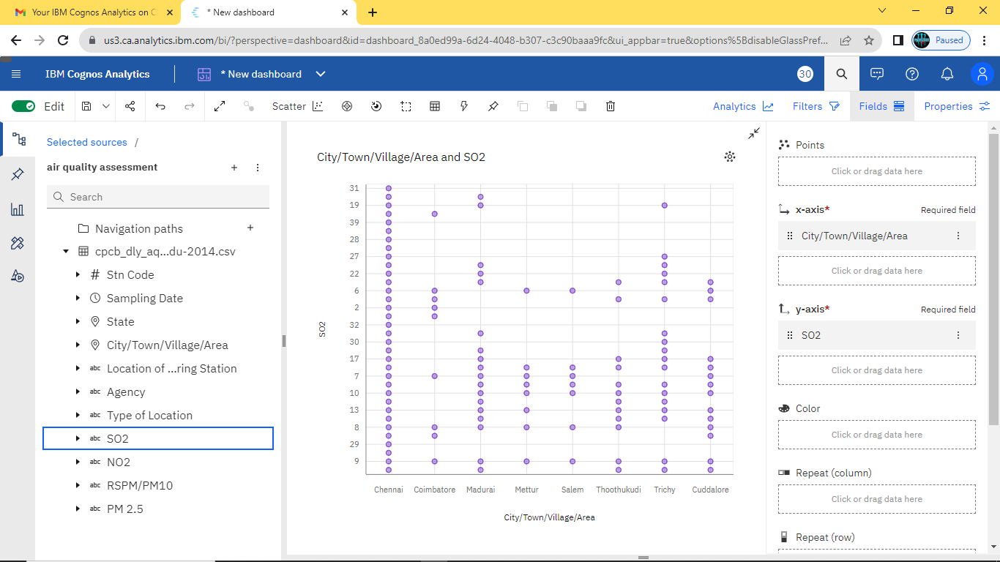 Your IBM Cognos Analytics on C
* New dashboard
us3.ca.analytics.ibm.com/bi/?perspective=dashboard&id=dashboard_8a0ed99a-6d24-4048-b307-c3c90baaa9fc&ui_appbar=true&options%5BdisableGlassPref...
Paused
IBM Cognos Analytics
* New dashboard
30
Edit
Scatter
Analytics
Filters
Fields
Properties
Selected sources /
air quality assessment
Search
Navigation paths
cpcb_dly_aq...du-2014.csv
# Stn Code
Sampling Date
State
City/Town/Village/Area
abc Location of ...ring Station
abc Agency
abc Type of Location
abc SO2
abc NO2
abc RSPM/PM10
abc PM 2.5
City/Town/Village/Area and SO2
SO2
31
19
39
28
27
22
6
2
32
30
17
7
10
13
8
29
9
Chennai Coimbatore Madurai Mettur Salem Thoothukudi Trichy Cuddalore
City/Town/Village/Area
Points
Click or drag data here
x-axis* Required field
City/Town/Village/Area
Click or drag data here
y-axis* Required field
SO2
Click or drag data here
Color
Click or drag data here
Repeat (column)
Click or drag data here
Repeat (row)